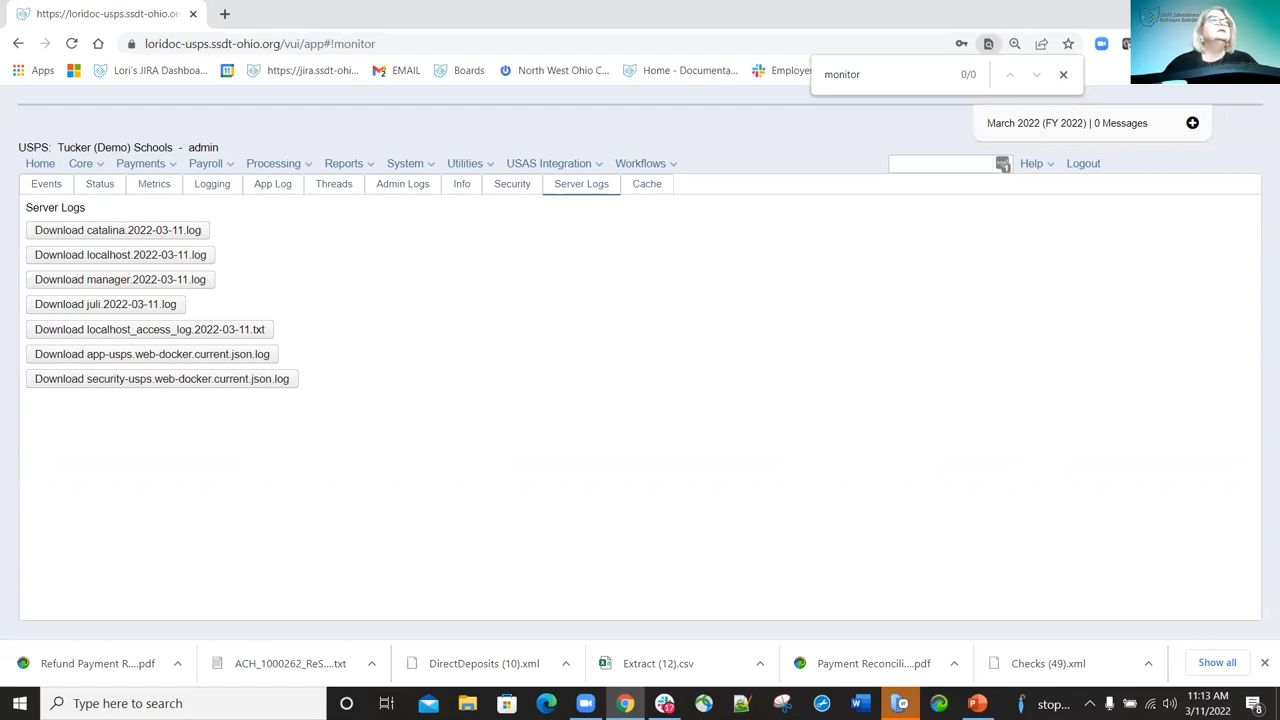 https://loridoc-usps.ssdt-ohio.o
loridoc-usps.ssdt-ohio.org/vui/app#!monitor
Apps
Lori's JIRA Dashboa...
https://jira.ssdt-ohi...
EMAIL
Boards
North West Ohio C...
Home - Documenta...
Employe
monitor
0/0
March 2022 (FY 2022) | 0 Messages
USPS: Tucker (Demo) Schools - admin
Home Core Payments Payroll Processing Reports System Utilities USAS Integration Workflows Help Logout
Events Status Metrics Logging App Log Threads Admin Logs Info Security Server Logs Cache
Server Logs
Download catalina.2022-03-11.log
Download localhost.2022-03-11.log
Download manager.2022-03-11.log
Download juli.2022-03-11.log
Download localhost_access_log.2022-03-11.txt
Download app-usps.web-docker.current.json.log
Download security-usps.web-docker.current.json.log
Refund Payment R....pdf
ACH_1000262_ReS....txt
DirectDeposits (10).xml
Extract (12).csv
Payment Reconcili....pdf
Checks (49).xml
Show all
Type here to search
17
stop...
11:13 AM
3/11/2022
8